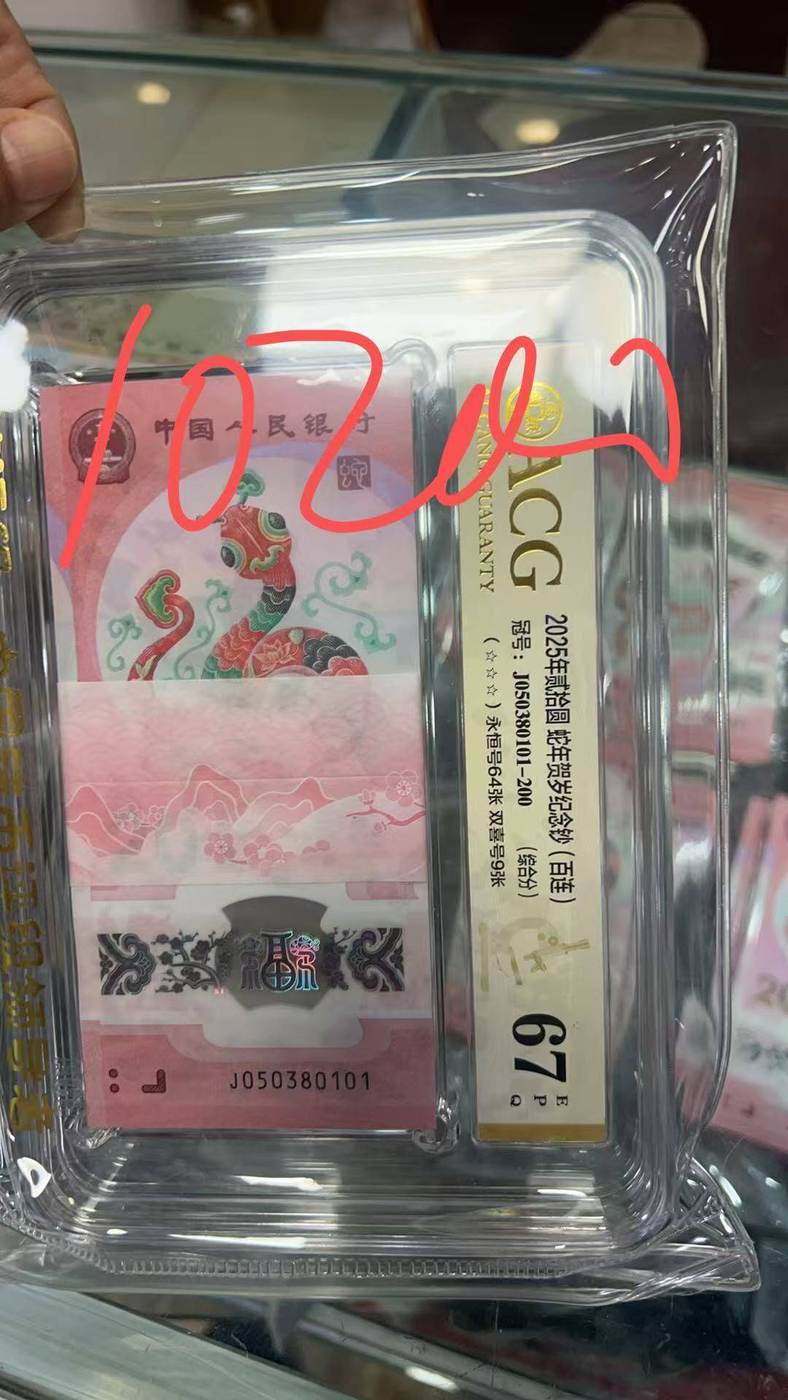 中国人民银行
蛇
J050380101
ACG
GUARANTY
2025年贰拾圆 蛇年贺岁纪念钞（百连）
冠号：J050380101-200 （综合分）
（☆☆☆）永恒号64张 双喜号9张
67
E
P
Q